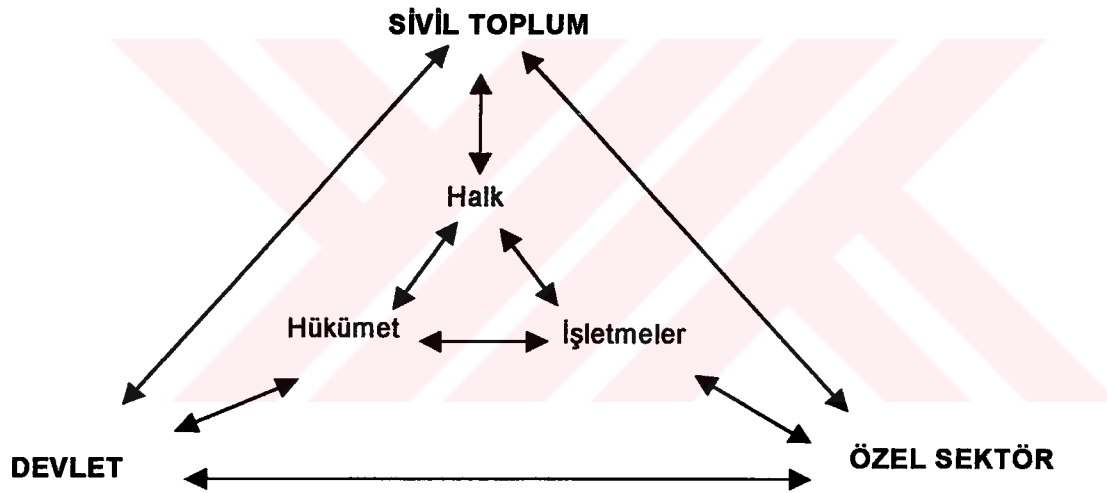 SİVİL TOPLUM
Halk
Hükümet
İşletmeler
DEVLET
ÖZEL SEKTÖR